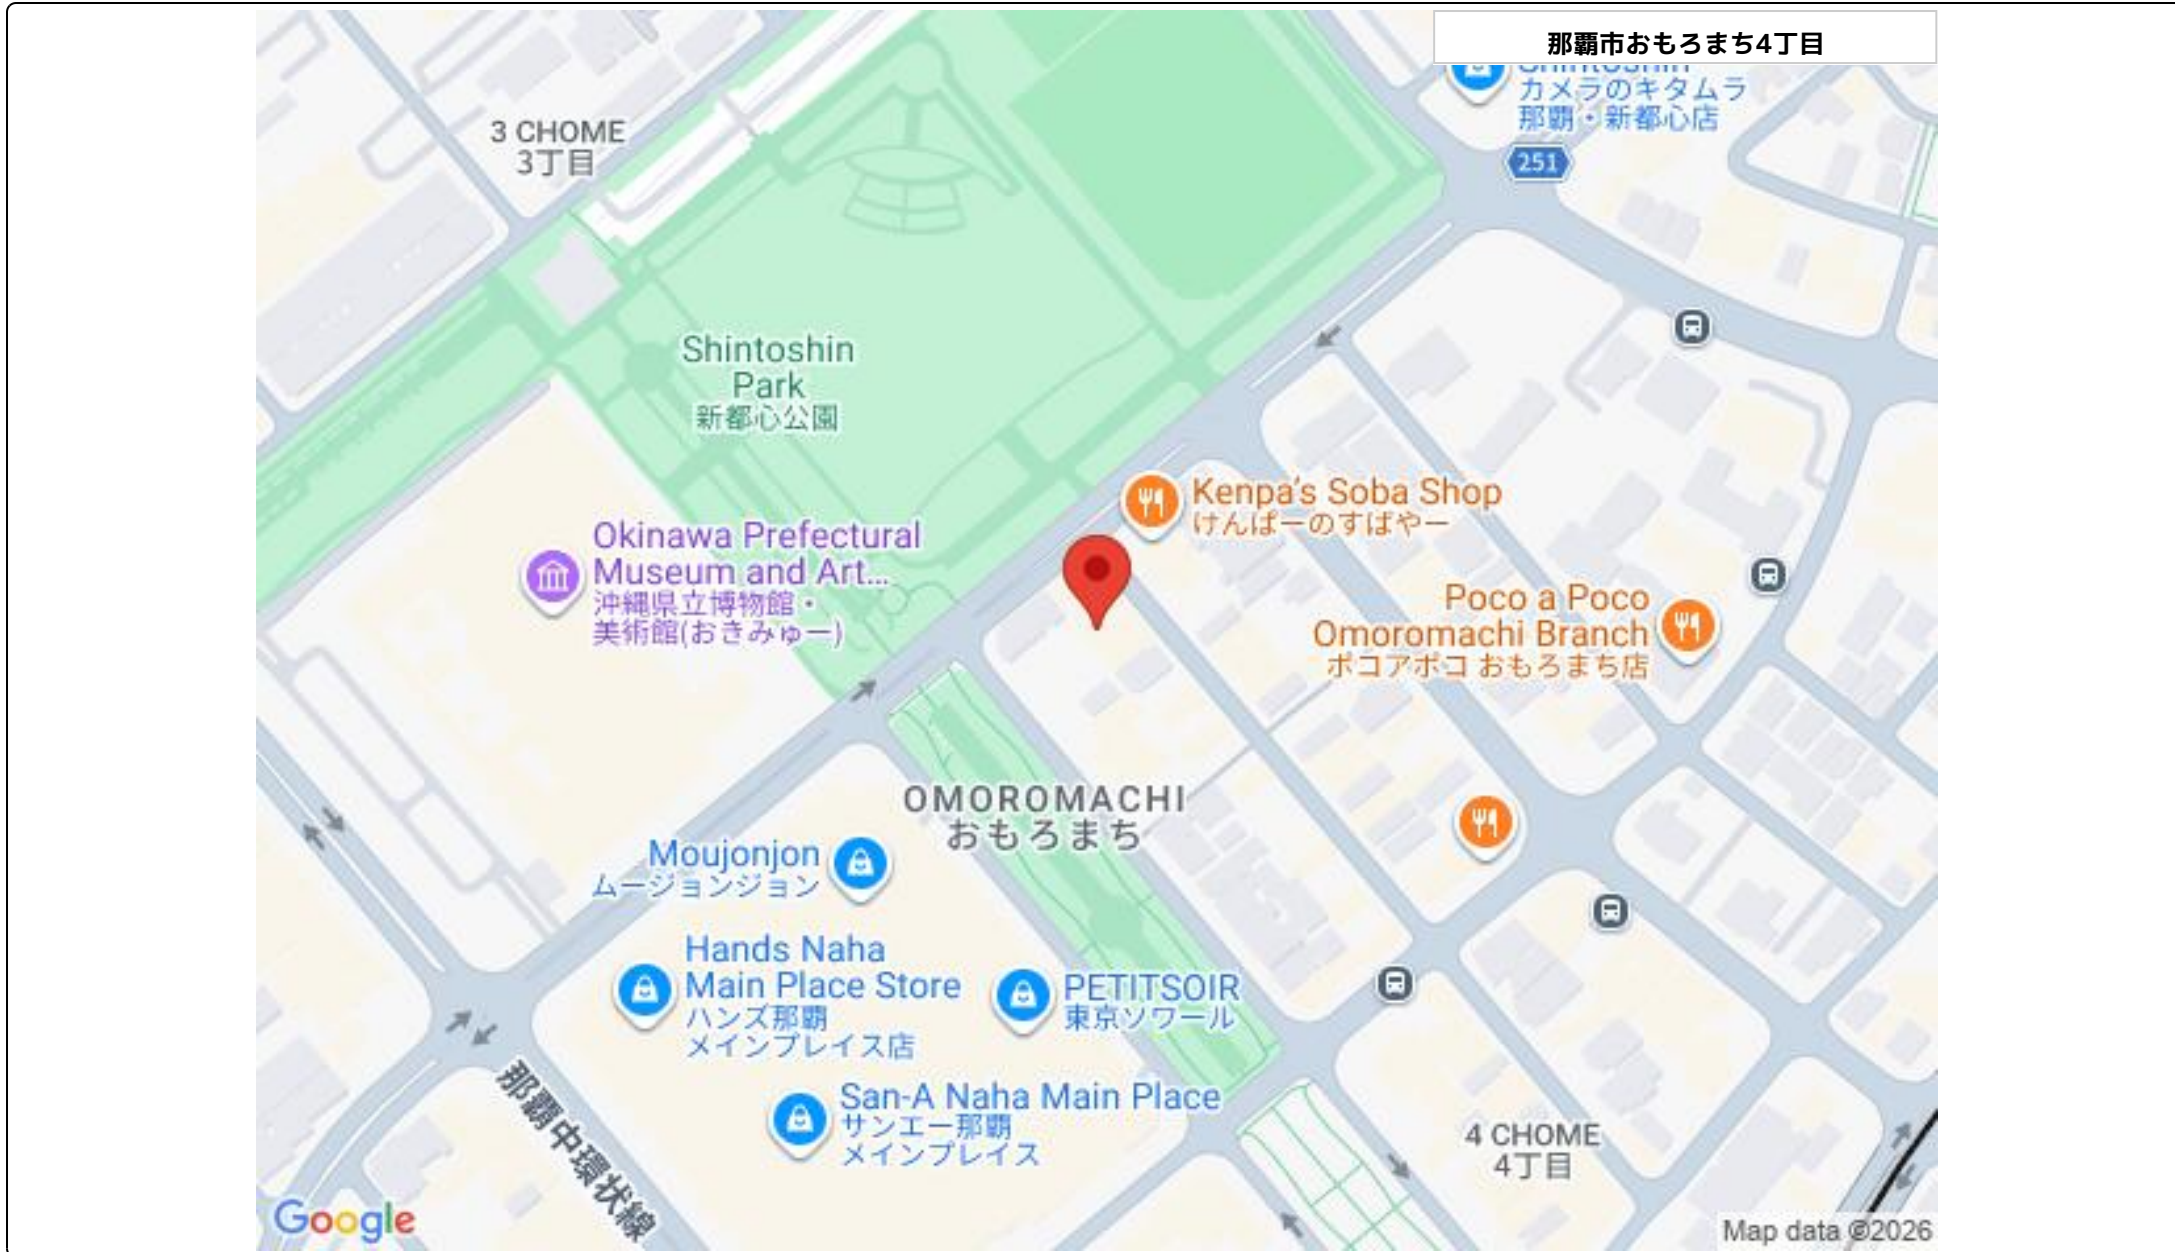 那覇市おもろまち4丁目
カメラのキタムラ
那覇・新都心店
251
3 CHOME
3丁目
Shintoshin
Park
新都心公園
Kenpa's Soba Shop
けんぱーのすばやー
Okinawa Prefectural
Museum and Art...
沖縄県立博物館・
美術館(おきみゅー)
Poco a Poco
Omoromachi Branch
ポコアポコ おもろまち店
OMOROMACHI
おもろまち
Moujonjon
ムージョンジョン
Hands Naha
Main Place Store
ハンズ那覇
メインプレイス店
PETITSOIR
東京ソワール
San-A Naha Main Place
サンエー那覇
メインプレイス
4 CHOME
4丁目
那覇中環状線
Google
Map data ©2026